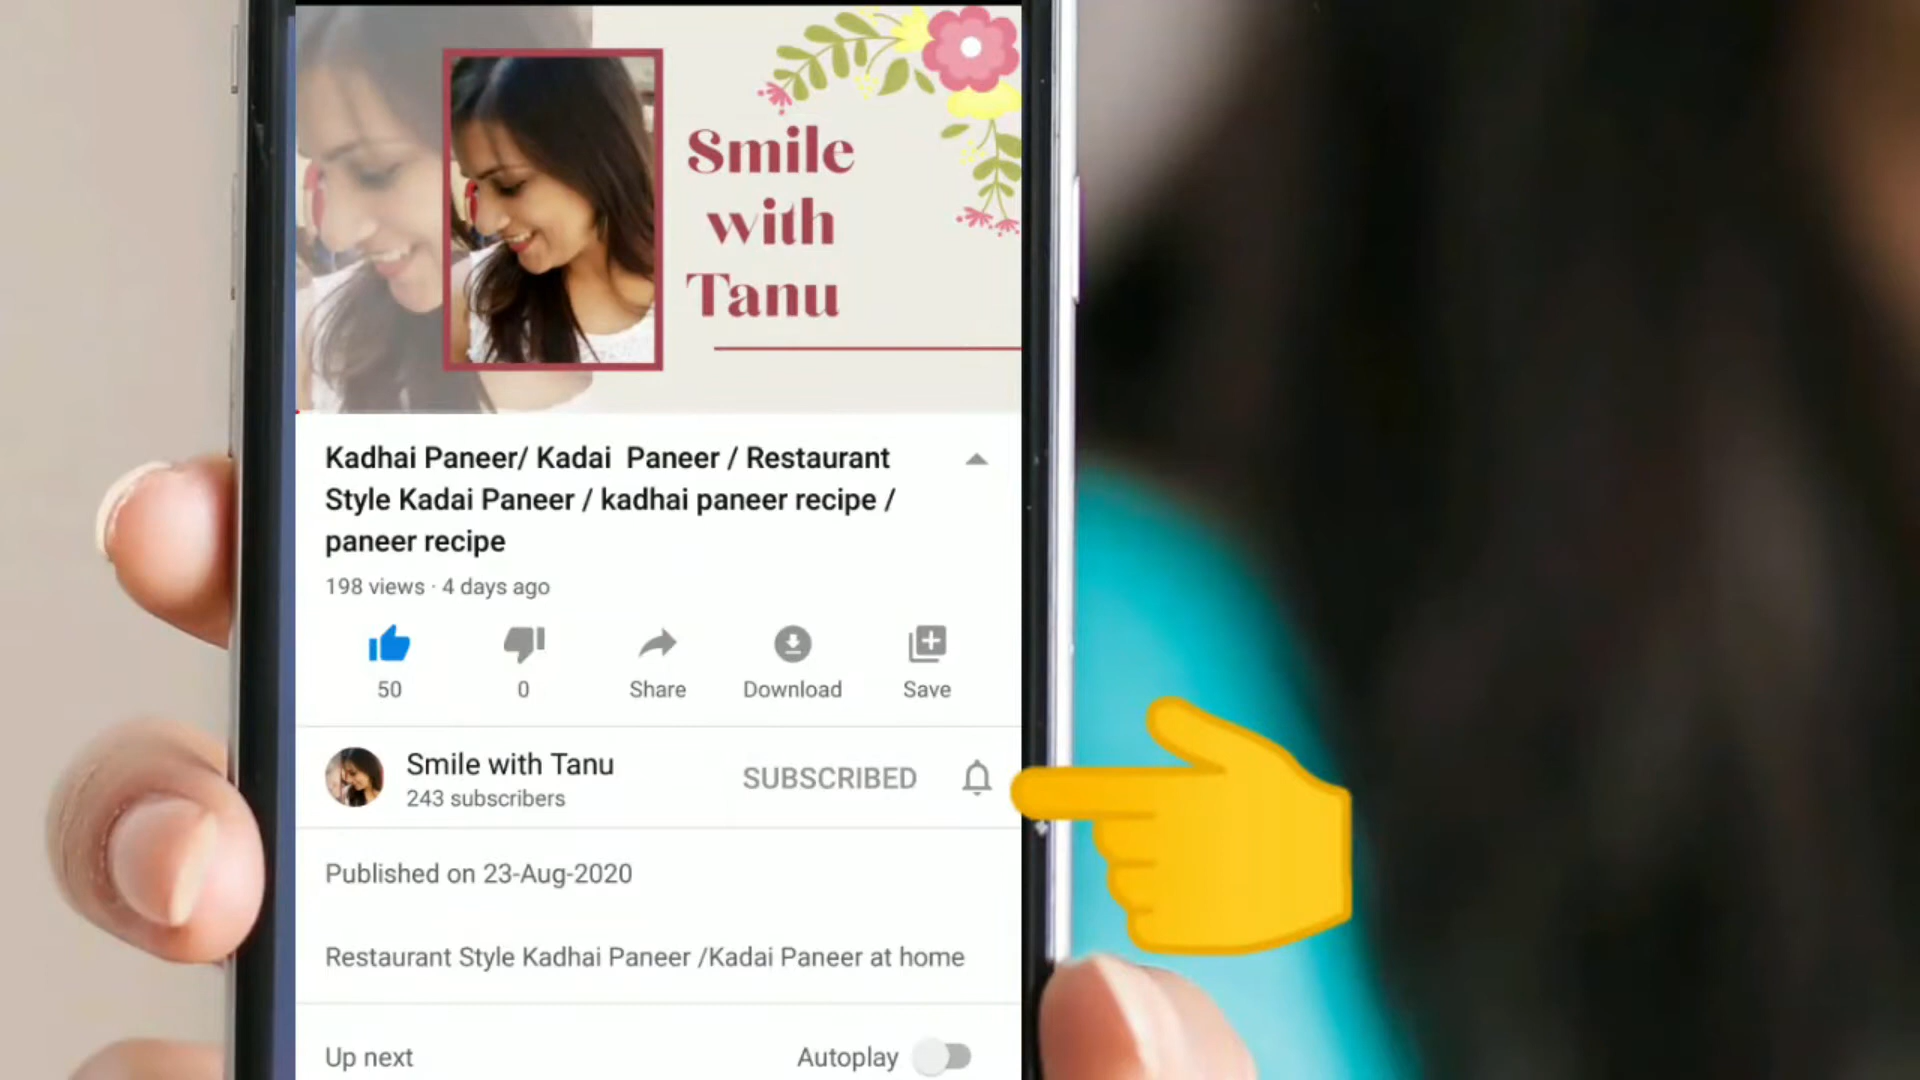 Smile
with
Tanu
Kadhai Paneer/ Kadai  Paneer / Restaurant
Style Kadai Paneer / kadhai paneer recipe /
paneer recipe
198 views · 4 days ago
50
0
Share
Download
Save
Smile with Tanu
243 subscribers
SUBSCRIBED
Published on 23-Aug-2020
Restaurant Style Kadhai Paneer /Kadai Paneer at home
Up next
Autoplay